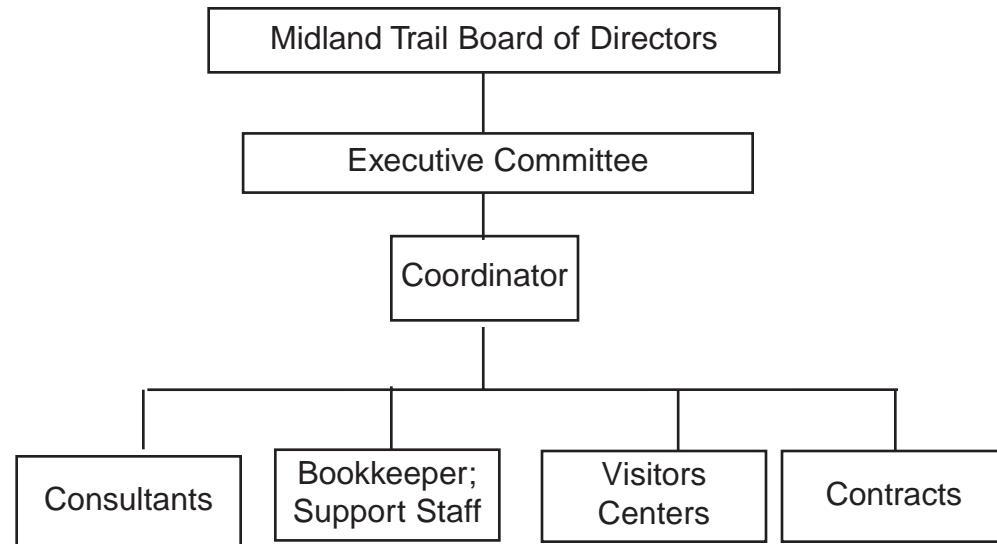 Midland Trail Board of Directors
Executive Committee
Coordinator
Consultants
Bookkeeper;
Support Staff
Visitors
Centers
Contracts